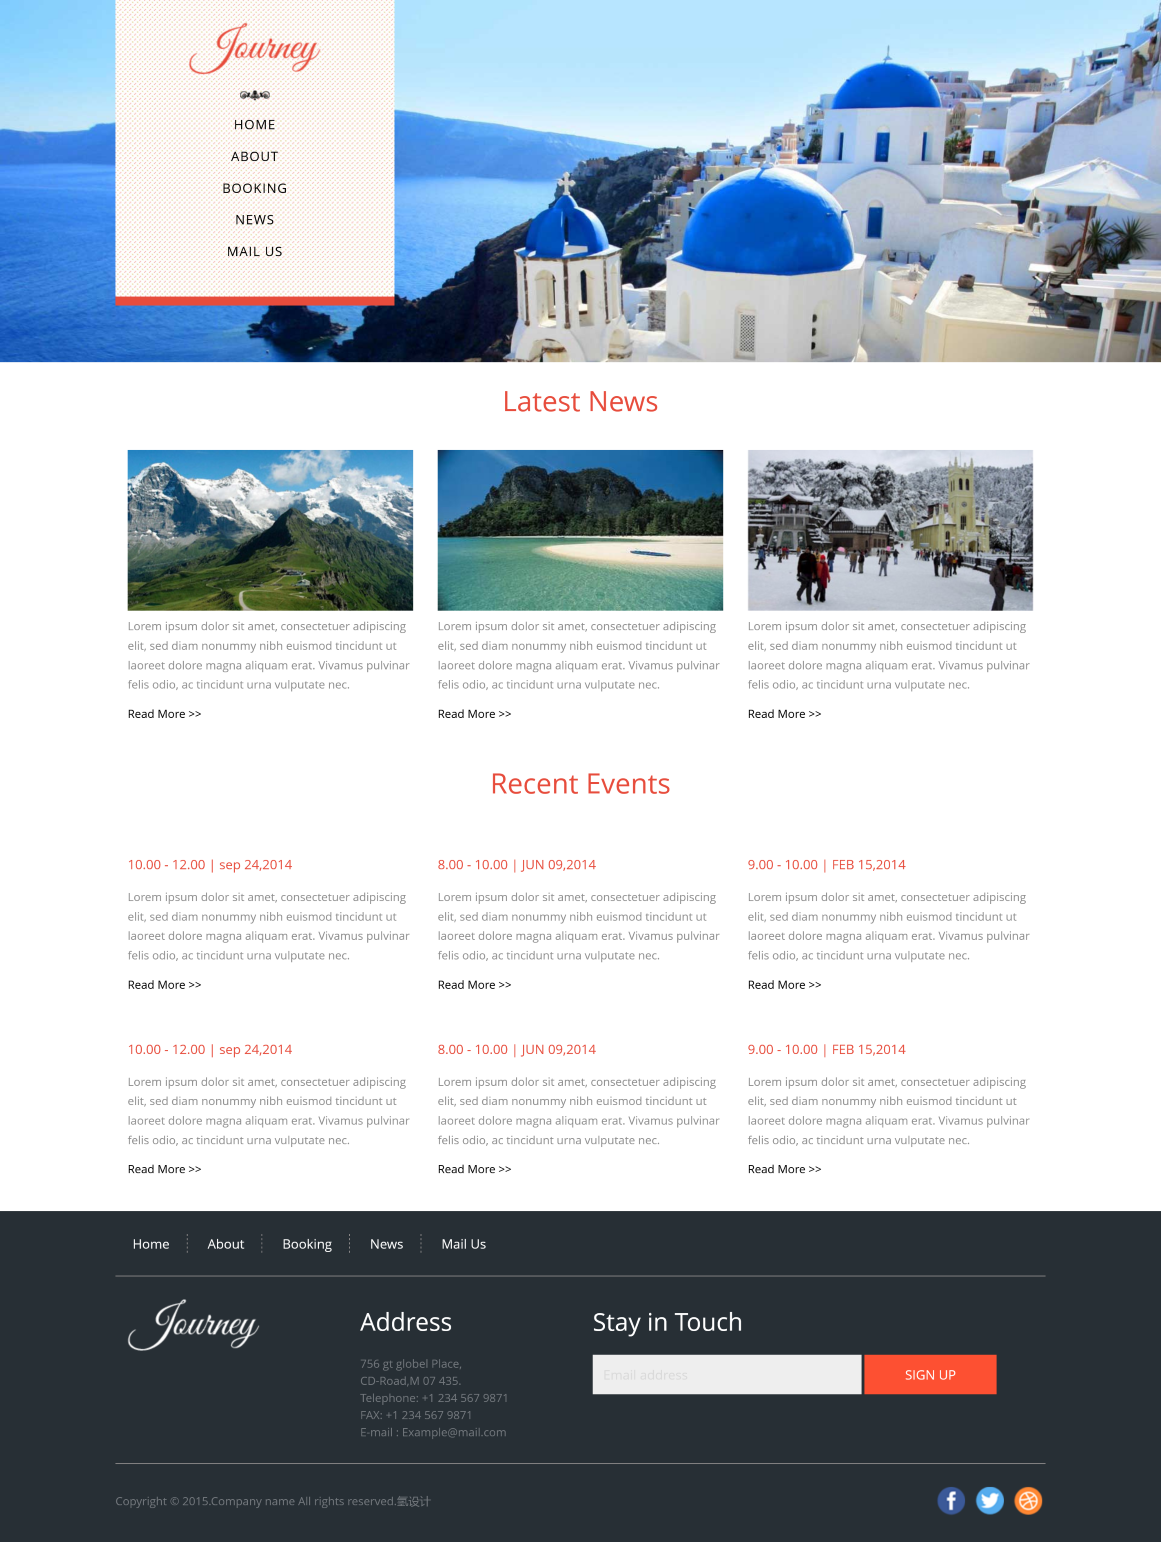 Journey
HOME
ABOUT
BOOKING
NEWS
MAIL US
Latest News
Lorem ipsum dolor sit amet, consectetuer adipiscing
elit, sed diam nonummy nibh euismod tincidunt ut
laoreet dolore magna aliquam erat. Vivamus pulvinar
felis odio, ac tincidunt urna vulputate nec.
Read More >>
Lorem ipsum dolor sit amet, consectetuer adipiscing
elit, sed diam nonummy nibh euismod tincidunt ut
laoreet dolore magna aliquam erat. Vivamus pulvinar
felis odio, ac tincidunt urna vulputate nec.
Read More >>
Lorem ipsum dolor sit amet, consectetuer adipiscing
elit, sed diam nonummy nibh euismod tincidunt ut
laoreet dolore magna aliquam erat. Vivamus pulvinar
felis odio, ac tincidunt urna vulputate nec.
Read More >>
Recent Events
10.00 - 12.00 | sep 24,2014
Lorem ipsum dolor sit amet, consectetuer adipiscing
elit, sed diam nonummy nibh euismod tincidunt ut
laoreet dolore magna aliquam erat. Vivamus pulvinar
felis odio, ac tincidunt urna vulputate nec.
Read More >>
8.00 - 10.00 | JUN 09,2014
Lorem ipsum dolor sit amet, consectetuer adipiscing
elit, sed diam nonummy nibh euismod tincidunt ut
laoreet dolore magna aliquam erat. Vivamus pulvinar
felis odio, ac tincidunt urna vulputate nec.
Read More >>
9.00 - 10.00 | FEB 15,2014
Lorem ipsum dolor sit amet, consectetuer adipiscing
elit, sed diam nonummy nibh euismod tincidunt ut
laoreet dolore magna aliquam erat. Vivamus pulvinar
felis odio, ac tincidunt urna vulputate nec.
Read More >>
10.00 - 12.00 | sep 24,2014
Lorem ipsum dolor sit amet, consectetuer adipiscing
elit, sed diam nonummy nibh euismod tincidunt ut
laoreet dolore magna aliquam erat. Vivamus pulvinar
felis odio, ac tincidunt urna vulputate nec.
Read More >>
8.00 - 10.00 | JUN 09,2014
Lorem ipsum dolor sit amet, consectetuer adipiscing
elit, sed diam nonummy nibh euismod tincidunt ut
laoreet dolore magna aliquam erat. Vivamus pulvinar
felis odio, ac tincidunt urna vulputate nec.
Read More >>
9.00 - 10.00 | FEB 15,2014
Lorem ipsum dolor sit amet, consectetuer adipiscing
elit, sed diam nonummy nibh euismod tincidunt ut
laoreet dolore magna aliquam erat. Vivamus pulvinar
felis odio, ac tincidunt urna vulputate nec.
Read More >>
Home About Booking News Mail Us
Journey
Address
756 gt globel Place,
CD-Road,M 07 435.
Telephone: +1 234 567 9871
FAX: +1 234 567 9871
E-mail : Example@mail.com
Stay in Touch
Email address
SIGN UP
Copyright © 2015.Company name All rights reserved.氩设计